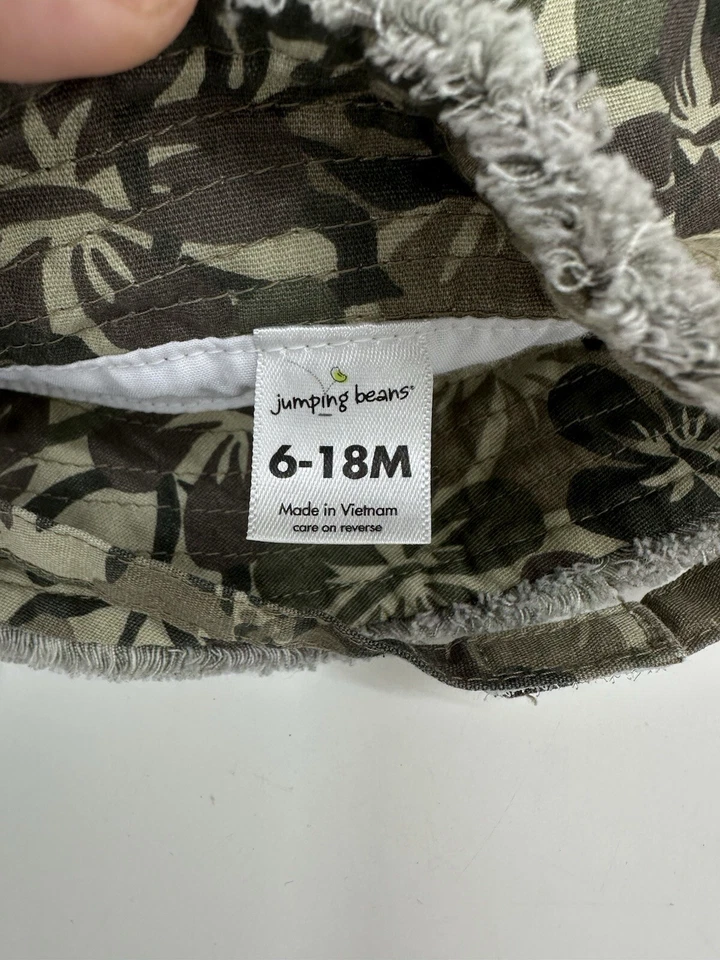 jumping beans®
6-18M
Made in Vietnam
care on reverse